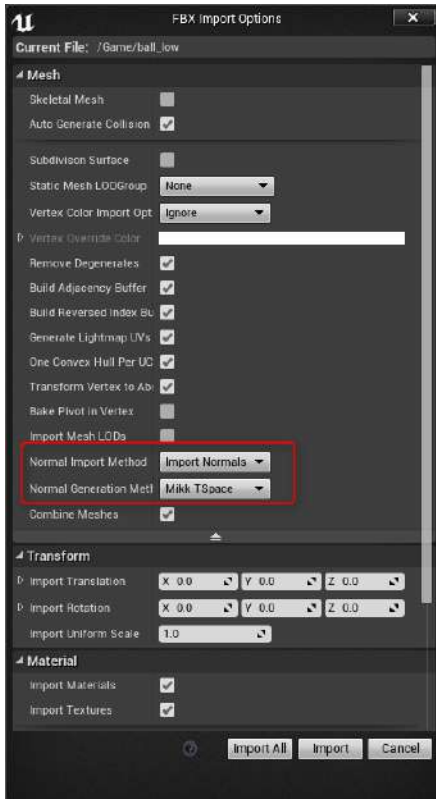 FBX Import Options
Current File: /Game/ball_low
Mesh
Skeletal Mesh
Auto Generate Collision
Subdivison Surface
Static Mesh LODGroup None
Vertex Color Import Opt Ignore
Vertex Override Color
Remove Degenerates
Build Adjacency Buffer
Build Reversed Index Bu
Generate Lightmap UVs
One Convex Hull Per UC
Transform Vertex to Ab
Bake Pivot in Vertex
Import Mesh LODs
Normal Import Method Import Normals
Normal Generation Met Mikk TSpace
Combine Meshes
Transform
Import Translation X 0.0 Y 0.0 Z 0.0
Import Rotation X 0.0 Y 0.0 Z 0.0
Import Uniform Scale 1.0
Material
Import Materials
Import Textures
Import All Import Cancel